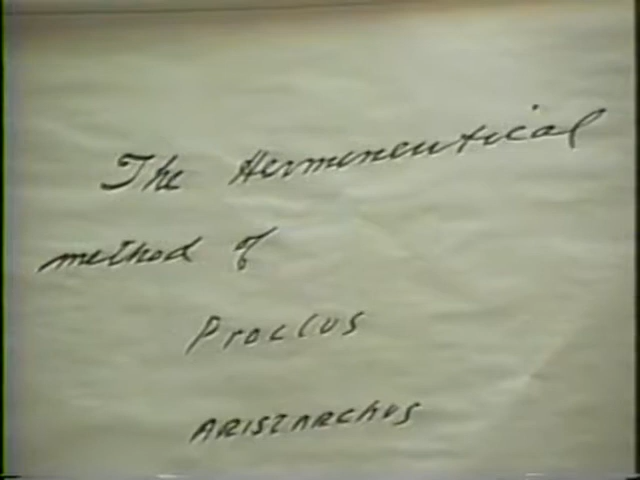 The Hermeneutical
method of
Proclus
ARISTARCHUS